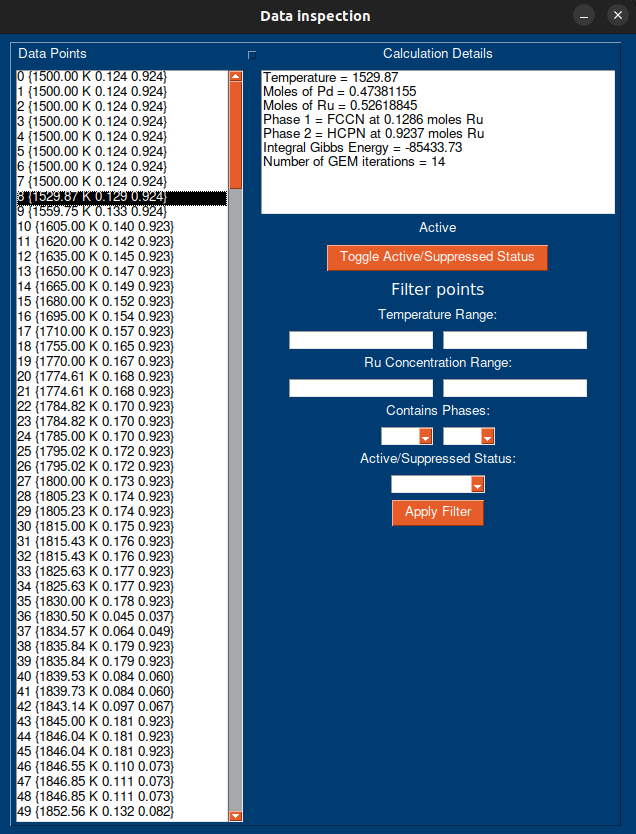 Data inspection
Data Points
0 {1500.00 K 0.124 0.924}
1 {1500.00 K 0.124 0.924}
2 {1500.00 K 0.124 0.924}
3 {1500.00 K 0.124 0.924}
4 {1500.00 K 0.124 0.924}
5 {1500.00 K 0.124 0.924}
6 {1500.00 K 0.124 0.924}
7 {1500.00 K 0.124 0.924}
8 {1529.87 K 0.129 0.924}
9 {1559.75 K 0.133 0.924}
10 {1605.00 K 0.140 0.923}
11 {1620.00 K 0.142 0.923}
12 {1635.00 K 0.145 0.923}
13 {1650.00 K 0.147 0.923}
14 {1665.00 K 0.149 0.923}
15 {1680.00 K 0.152 0.923}
16 {1695.00 K 0.154 0.923}
17 {1710.00 K 0.157 0.923}
18 {1755.00 K 0.165 0.923}
19 {1770.00 K 0.167 0.923}
20 {1774.61 K 0.168 0.923}
21 {1774.61 K 0.168 0.923}
22 {1784.82 K 0.170 0.923}
23 {1784.82 K 0.170 0.923}
24 {1785.00 K 0.170 0.923}
25 {1795.02 K 0.172 0.923}
26 {1795.02 K 0.172 0.923}
27 {1800.00 K 0.173 0.923}
28 {1805.23 K 0.174 0.923}
29 {1805.23 K 0.174 0.923}
30 {1815.00 K 0.175 0.923}
31 {1815.43 K 0.176 0.923}
32 {1815.43 K 0.176 0.923}
33 {1825.63 K 0.177 0.923}
34 {1825.63 K 0.177 0.923}
35 {1830.00 K 0.178 0.923}
36 {1830.50 K 0.045 0.037}
37 {1834.57 K 0.064 0.049}
38 {1835.84 K 0.179 0.923}
39 {1835.84 K 0.179 0.923}
40 {1839.53 K 0.084 0.060}
41 {1839.73 K 0.084 0.060}
42 {1843.14 K 0.097 0.067}
43 {1845.00 K 0.181 0.923}
44 {1846.04 K 0.181 0.923}
45 {1846.04 K 0.181 0.923}
46 {1846.55 K 0.110 0.073}
47 {1846.85 K 0.111 0.073}
48 {1846.85 K 0.111 0.073}
49 {1852.56 K 0.132 0.082}
Calculation Details
Temperature = 1529.87
Moles of Pd = 0.47381155
Moles of Ru = 0.52618845
Phase 1 = FCCN at 0.1286 moles Ru
Phase 2 = HCPN at 0.9237 moles Ru
Integral Gibbs Energy = -85433.73
Number of GEM iterations = 14
Active
Toggle Active/Suppressed Status
Filter points
Temperature Range:
Ru Concentration Range:
Contains Phases:
Active/Suppressed Status:
Apply Filter